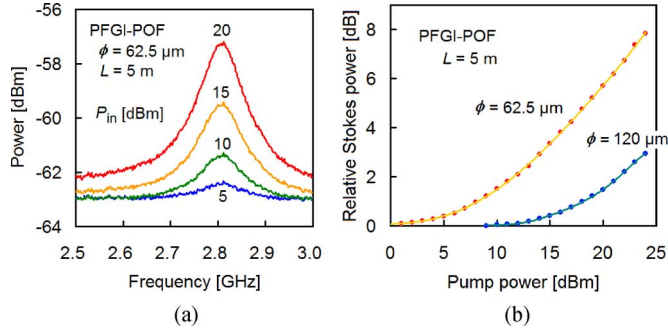 -56
-58
-60
-62
-64
Power [dBm]
PFGI-POF
ϕ = 62.5 μm
L = 5 m
Pin [dBm]
20
15
10
5
2.5 2.6 2.7 2.8 2.9 3.0
Frequency [GHz]
(a)
8
6
4
2
0
Relative Stokes power [dB]
PFGI-POF
L = 5 m
ϕ = 62.5 μm
ϕ = 120 μm
0 5 10 15 20 25
Pump power [dBm]
(b)